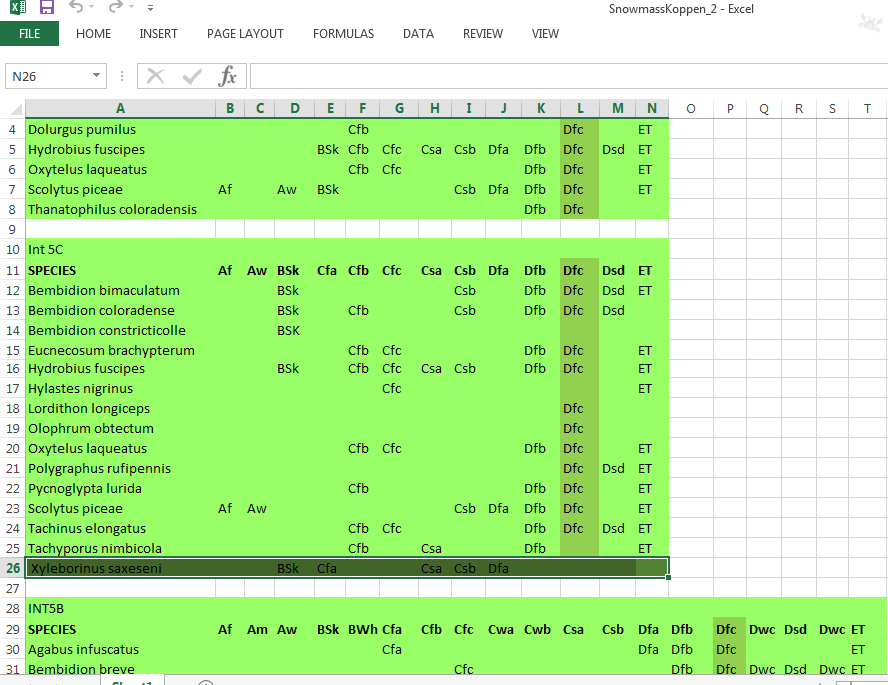 SnowmassKoppen_2 - Excel
FILE HOME INSERT PAGE LAYOUT FORMULAS DATA REVIEW VIEW
N26 fx
A B C D E F G H I J K L M N O P Q R S T
4 Dolurgus pumilus Cfb Dfc ET
5 Hydrobius fuscipes BSk Cfb Cfc Csa Csb Dfa Dfb Dfc Dsd ET
6 Oxytelus laqueatus Cfb Cfc Dfb Dfc ET
7 Scolytus piceae Af Aw BSk Csb Dfa Dfb Dfc ET
8 Thanatophilus coloradensis Dfb Dfc
9
10 Int 5C
11 SPECIES Af Aw BSk Cfa Cfb Cfc Csa Csb Dfa Dfb Dfc Dsd ET
12 Bembidion bimaculatum BSk Csb Dfb Dfc Dsd ET
13 Bembidion coloradense BSk Cfb Csb Dfb Dfc Dsd
14 Bembidion constricticolle BSK
15 Eucnecosum brachypterum Cfb Cfc Dfb Dfc ET
16 Hydrobius fuscipes BSk Cfb Cfc Csa Csb Dfb Dfc ET
17 Hylastes nigrinus Cfc
18 Lordithon longiceps Dfc
19 Olophrum obtectum Dfc
20 Oxytelus laqueatus Cfb Cfc Dfb Dfc ET
21 Polygraphus rufipennis Dfc Dsd ET
22 Pycnoglypta lurida Cfb Dfb Dfc ET
23 Scolytus piceae Af Aw Csb Dfa Dfb Dfc ET
24 Tachinus elongatus Cfb Cfc Dfb Dfc Dsd ET
25 Tachyporus nimbicola Cfb Csa Dfb ET
26 Xyleborinus saxeseni BSk Cfa Csa Csb Dfa
27
28 INT5B
29 SPECIES Af Am Aw BSk BWh Cfa Cfb Cfc Cwa Cwb Csa Csb Dfa Dfb Dfc Dwc Dsd Dwc ET
30 Agabus infuscatus Cfa Dfa Dfb Dfc ET
31 Bembidion breve Cfc Dfb Dfc Dwc Dsd Dwc ET
Sheet1